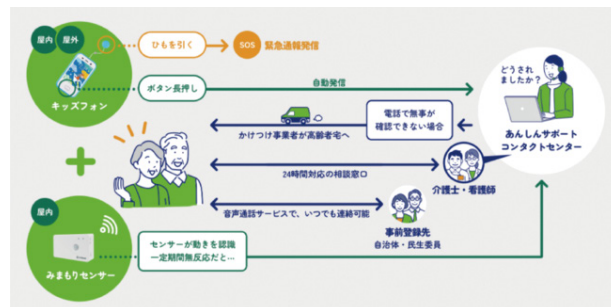 屋内
屋外
ひもを引く
SOS
緊急通報発信
ボタン長押し
自動発信
キッズフォン
どうされ
ましたか？
電話で無事が
確認できない場合
かけつけ事業者が高齢者宅へ
あんしんサポート
コンタクトセンター
24時間対応の相談窓口
介護士・看護師
音声通話サービスで、いつでも連絡可能
事前登録先
自治体・民生委員
屋内
センサーが動きを認識
一定期間無反応だと…
みまもりセンサー